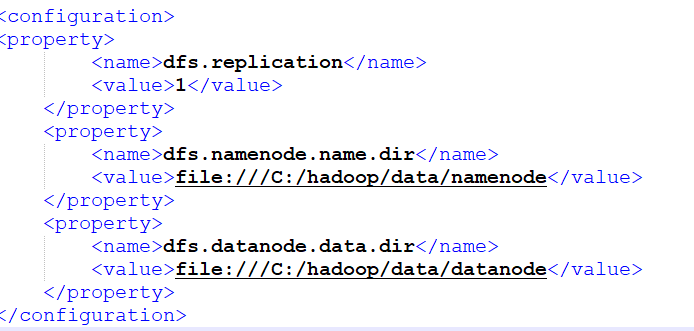 <configuration>
<property>
<name>dfs.replication</name>
<value>1</value>
</property>
<property>
<name>dfs.namenode.name.dir</name>
<value>file:///C:/hadoop/data/namenode</value>
</property>
<property>
<name>dfs.datanode.data.dir</name>
<value>file:///C:/hadoop/data/datanode</value>
</property>
</configuration>